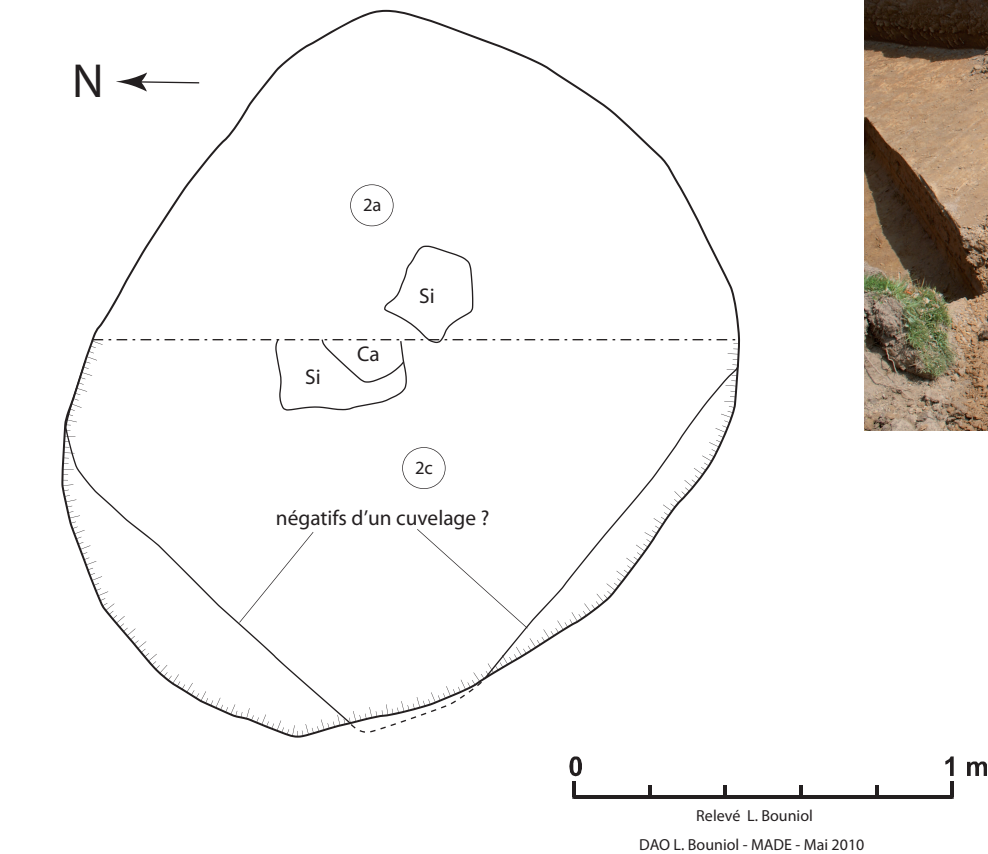 N
2a
Si
Ca
Si
2c
négatifs d'un cuvelage ?
0 1 m
Relevé L. Bouniol
DAO L. Bouniol - MADE - Mai 2010